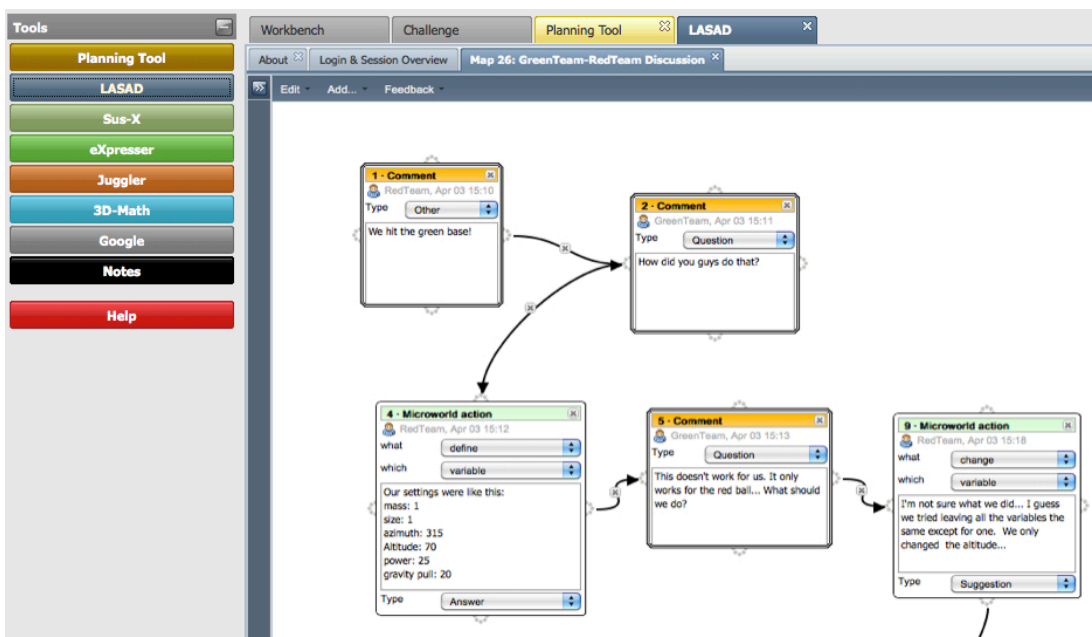 Tools
Planning Tool
LASAD
Sus-X
eXpresser
Juggler
3D-Math
Google
Notes
Help
Workbench
Challenge
Planning Tool
LASAD
About
Login & Session Overview
Map 26: GreenTeam-RedTeam Discussion
Edit
Add...
Feedback
1 - Comment
RedTeam, Apr 03 15:10
Type Other
We hit the green base!
2 - Comment
GreenTeam, Apr 03 15:11
Type Question
How did you guys do that?
4 - Microworld action
RedTeam, Apr 03 15:12
what define
which variable
Our settings were like this:
mass: 1
size: 1
azimuth: 315
Altitude: 70
power: 25
gravity pull: 20
Type Answer
5 - Comment
GreenTeam, Apr 03 15:13
Type Question
This doesn't work for us. It only
works for the red ball... What should
we do?
9 - Microworld action
RedTeam, Apr 03 15:18
what change
which variable
I'm not sure what we did... I guess
we tried leaving all the variables the
same except for one. We only
changed the altitude...
Type Suggestion